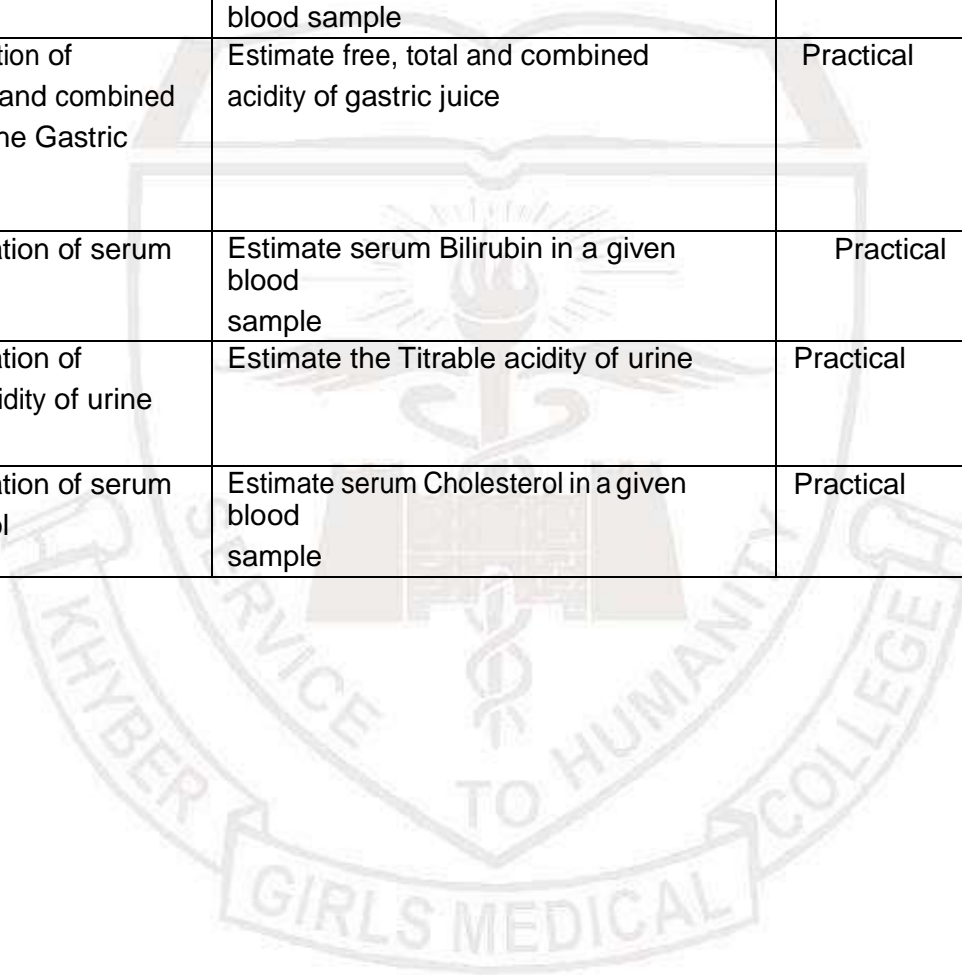 blood sample
tion of
Estimate free, total and combined
Practical
and combined
acidity of gastric juice
ne Gastric
ation of serum
Estimate serum Bilirubin in a given
Practical
blood
sample
ation of
Estimate the Titrable acidity of urine
Practical
idity of urine
ation of serum
Estimate serum Cholesterol in a given
Practical
ol
blood
sample
SERVICE TO HUMANITY
KHYBER GIRLS MEDICAL COLLEGE